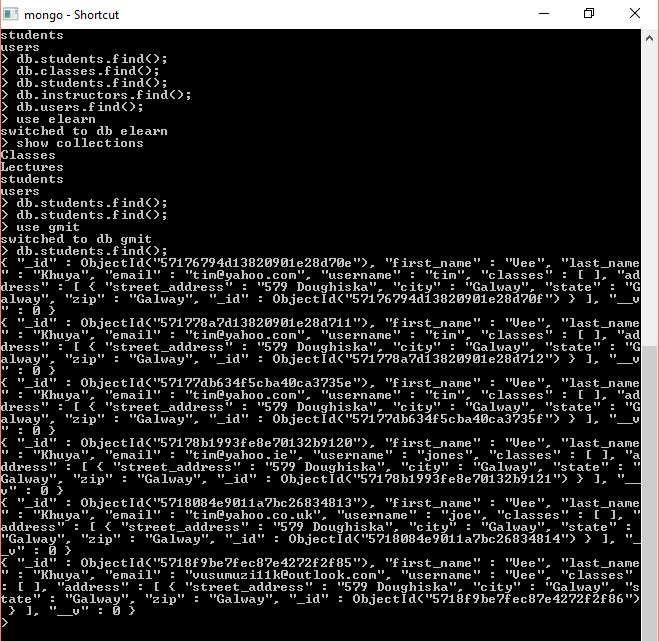 mongo - Shortcut
students
users
> db.students.find();
> db.classes.find();
> db.students.find();
> db.instructors.find();
> db.users.find();
> use elearn
switched to db elearn
> show collections
Classes
Lectures
students
users
> db.students.find();
> db.students.find();
> use gmit
switched to db gmit
> db.students.find();
{ "_id" : ObjectId("57176794d13820901e28d70e"), "first_name" : "Vee", "last_name
" : "Khuya", "email" : "tim@yahoo.com", "username" : "tim", "classes" : [ ], "ad
dress" : [ { "street_address" : "579 Doughiska", "city" : "Galway", "state" : "G
alway", "zip" : "Galway", "_id" : ObjectId("57176794d13820901e28d70f") } ], "__v
" : 0 }
{ "_id" : ObjectId("571778a7d13820901e28d711"), "first_name" : "Vee", "last_name
" : "Khuya", "email" : "tim@yahoo.com", "username" : "tim", "classes" : [ ], "ad
dress" : [ { "street_address" : "579 Doughiska", "city" : "Galway", "state" : "G
alway", "zip" : "Galway", "_id" : ObjectId("571778a7d13820901e28d712") } ], "__v
" : 0 }
{ "_id" : ObjectId("57177db634f5cba40ca3735e"), "first_name" : "Vee", "last_name
" : "Khuya", "email" : "tim@yahoo.com", "username" : "tim", "classes" : [ ], "ad
dress" : [ { "street_address" : "579 Doughiska", "city" : "Galway", "state" : "G
alway", "zip" : "Galway", "_id" : ObjectId("57177db634f5cba40ca3735f") } ], "__v
" : 0 }
{ "_id" : ObjectId("57178b1993fe8e70132b9120"), "first_name" : "Vee", "last_name
" : "Khuya", "email" : "tim@yahoo.ie", "username" : "jones", "classes" : [ ], "a
ddress" : [ { "street_address" : "579 Doughiska", "city" : "Galway", "state" : "
Galway", "zip" : "Galway", "_id" : ObjectId("57178b1993fe8e70132b9121") } ], "__
v" : 0 }
{ "_id" : ObjectId("5718084e9011a7bc26834813"), "first_name" : "Vee", "last_name
" : "Khuya", "email" : "tim@yahoo.co.uk", "username" : "joe", "classes" : [ ], "
address" : [ { "street_address" : "579 Doughiska", "city" : "Galway", "state" :
"Galway", "zip" : "Galway", "_id" : ObjectId("5718084e9011a7bc26834814") } ], "_
_v" : 0 }
{ "_id" : ObjectId("5718f9be7fec87e4272f2f85"), "first_name" : "Vee", "last_name
" : "Khuya", "email" : "vusumuzi11k@outlook.com", "username" : "Vee", "classes"
: [ ], "address" : [ { "street_address" : "579 Doughiska", "city" : "Galway", "s
tate" : "Galway", "zip" : "Galway", "_id" : ObjectId("5718f9be7fec87e4272f2f86")
} ], "__v" : 0 }
>